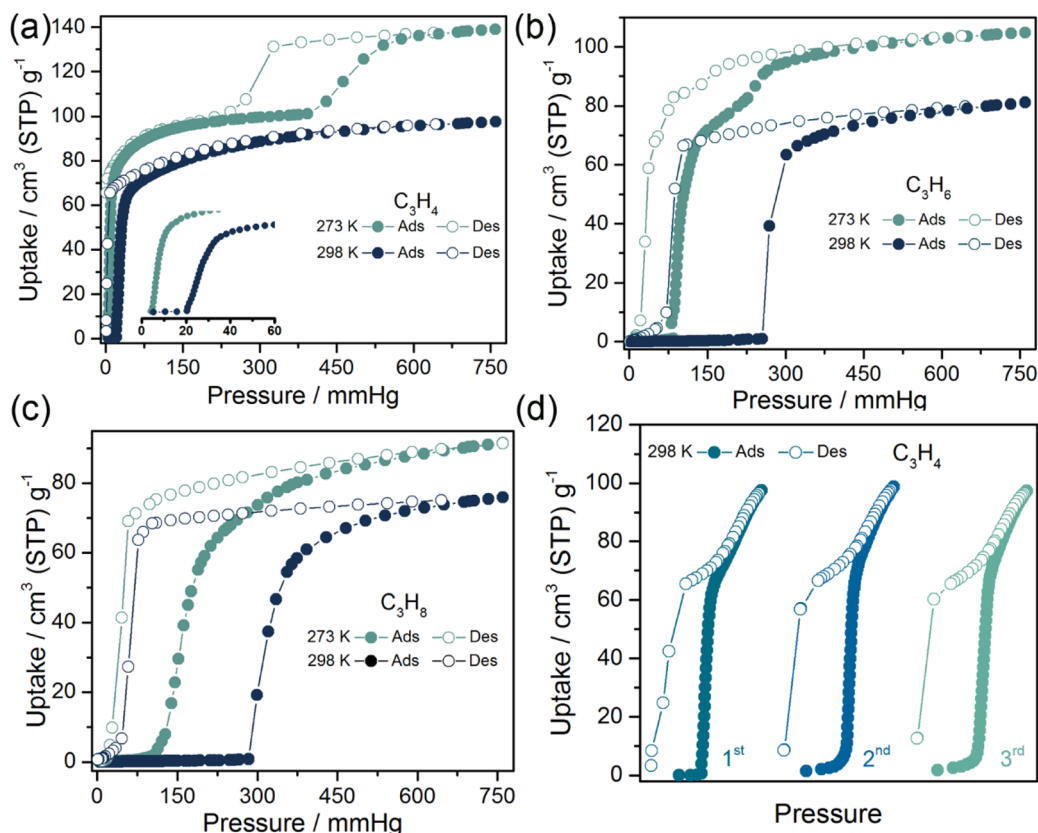 (a)
Uptake / cm³ (STP) g⁻¹
140
120
100
80
60
40
20
0
C₃H₄
273 K Ads Des
298 K Ads Des
0 20 40 60
0 150 300 450 600 750
Pressure / mmHg
(b)
Uptake / cm³ (STP) g⁻¹
100
80
60
40
20
0
C₃H₆
273 K Ads Des
298 K Ads Des
0 150 300 450 600 750
Pressure / mmHg
(c)
Uptake / cm³ (STP) g⁻¹
80
60
40
20
0
C₃H₈
273 K Ads Des
298 K Ads Des
0 150 300 450 600 750
Pressure / mmHg
(d)
Uptake / cm³ (STP) g⁻¹
120
100
80
60
40
20
0
298 K Ads Des C₃H₄
1ˢᵗ 2ⁿᵈ 3ʳᵈ
Pressure